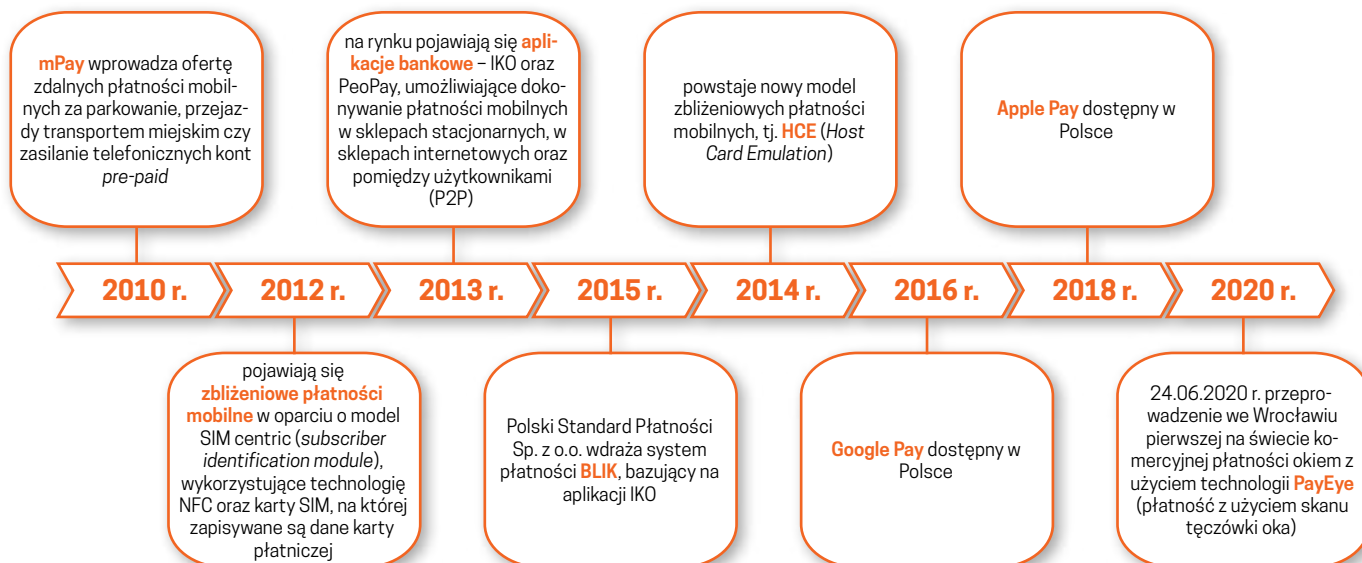 mPay wprowadza ofertę
zdalnych płatności mobil-
nych za parkowanie, przejaz-
dy transportem miejskim czy
zasilanie telefonicznych kont
pre-paid
na rynku pojawiają się apli-
kacje bankowe – IKO oraz
PeoPay, umożliwiające doko-
nywanie płatności mobilnych
w sklepach stacjonarnych, w
sklepach internetowych oraz
pomiędzy użytkownikami
(P2P)
powstaje nowy model
zbliżeniowych płatności
mobilnych, tj. HCE (Host
Card Emulation)
Apple Pay dostępny w
Polsce
2010 r.
2012 r.
2013 r.
2015 r.
2014 r.
2016 r.
2018 r.
2020 r.
pojawiają się
zbliżeniowe płatności
mobilne w oparciu o model
SIM centric (subscriber
identification module),
wykorzystujące technologię
NFC oraz karty SIM, na której
zapisywane są dane karty
płatniczej
Polski Standard Płatności
Sp. z o.o. wdraża system
płatności BLIK, bazujący na
aplikacji IKO
Google Pay dostępny w
Polsce
24.06.2020 r. przepro-
wadzenie we Wrocławiu
pierwszej na świecie ko-
mercyjnej płatności okiem z
użyciem technologii PayEye
(płatność z użyciem skanu
tęczówki oka)